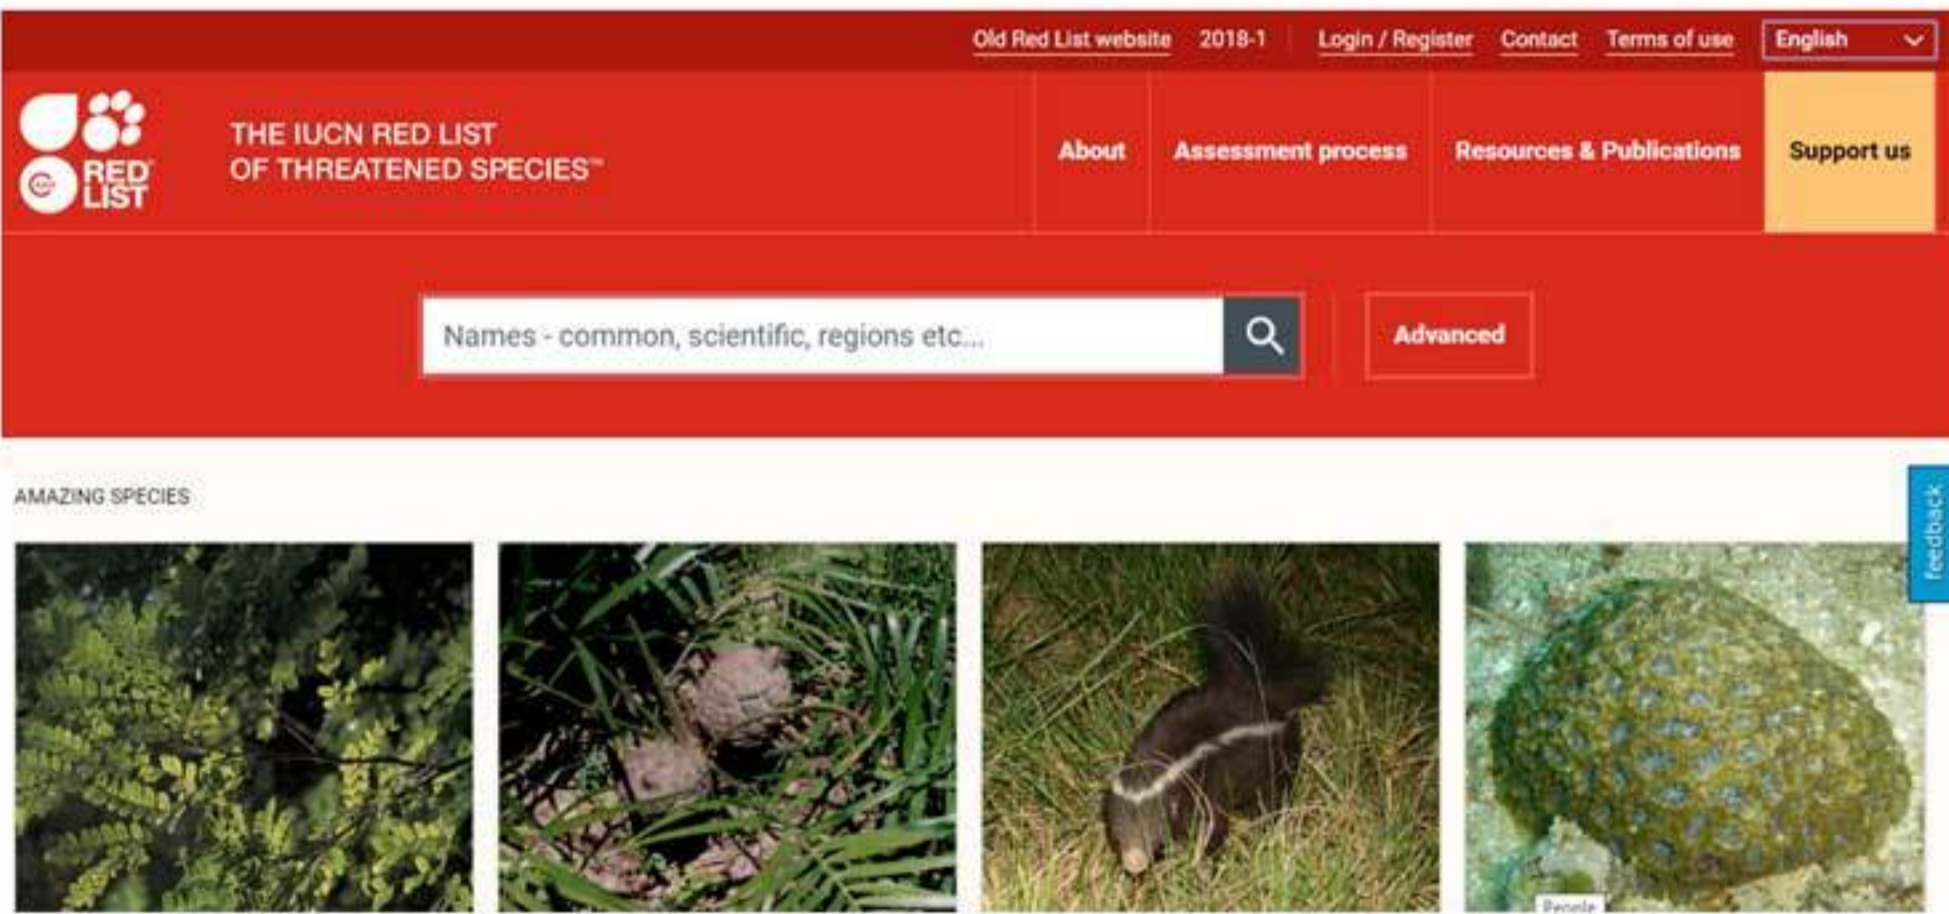 Old Red List website 2018-1 Login / Register Contact Terms of use English
RED
LIST
THE IUCN RED LIST
OF THREATENED SPECIES™
About Assessment process Resources & Publications Support us
Names - common, scientific, regions etc...
Advanced
AMAZING SPECIES
feedback
People